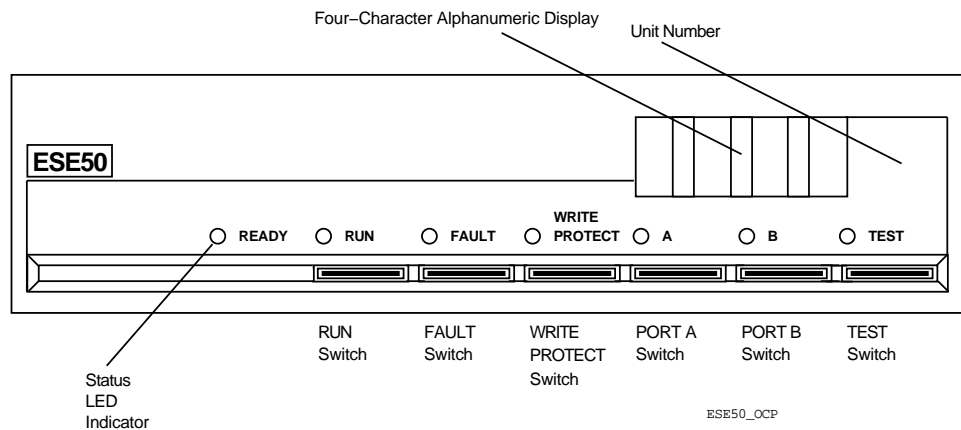 Four–Character Alphanumeric Display
Unit Number
ESE50
READY
RUN
FAULT
WRITE
PROTECT
A
B
TEST
RUN
Switch
FAULT
Switch
WRITE
PROTECT
Switch
PORT A
Switch
PORT B
Switch
TEST
Switch
Status
LED
Indicator
ESE50_OCP